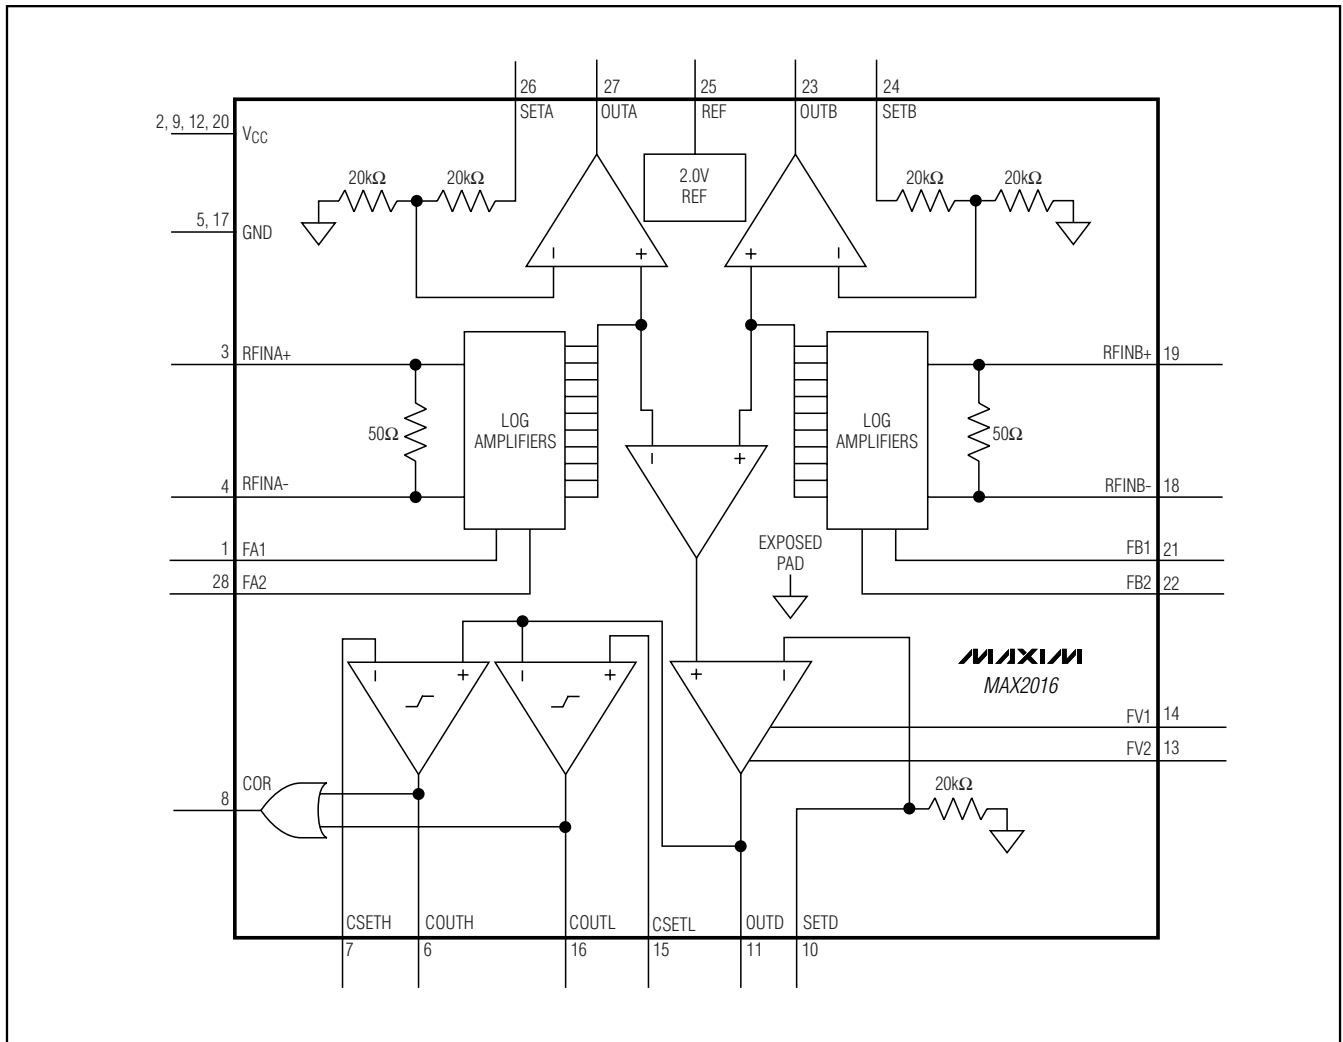 26 27 25 23 24
SETA OUTA REF OUTB SETB
2, 9, 12, 20 VCC
20kΩ 20kΩ
2.0V
REF
20kΩ 20kΩ
5, 17 GND
− + + −
3 RFINA+
RFINB+ 19
50Ω
LOG
AMPLIFIERS
LOG
AMPLIFIERS
50Ω
− +
4 RFINA-
RFINB- 18
EXPOSED
PAD
1 FA1
FB1 21
28 FA2
FB2 22
− + − + + −
MAXIM
MAX2016
FV1 14
FV2 13
COR
8
20kΩ
CSETH COUTH COUTL CSETL OUTD SETD
7 6 16 15 11 10